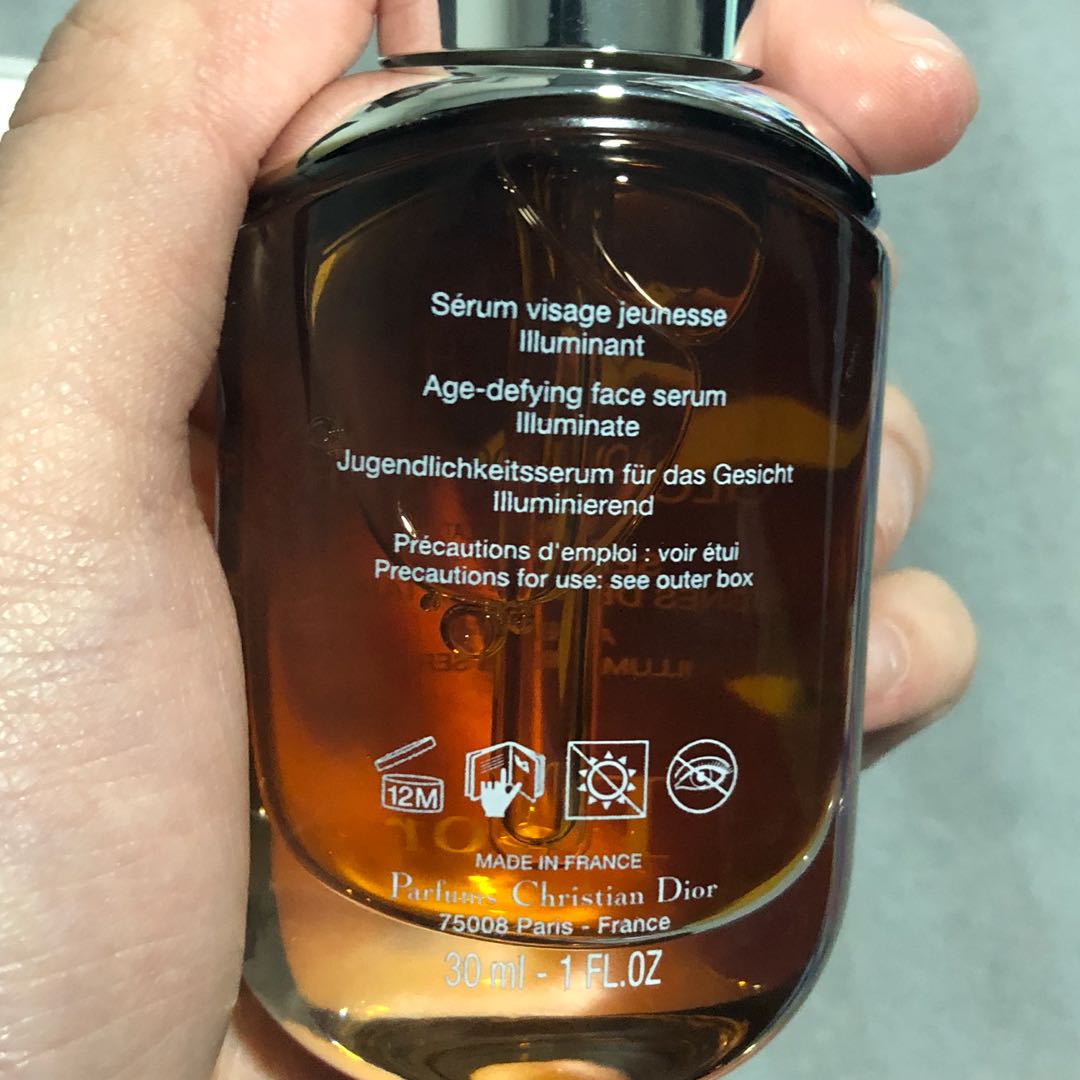 Sérum visage jeunesse
Illuminant
Age-defying face serum
Illuminate
Jugendlichkeitsserum für das Gesicht
Illuminierend
Précautions d'emploi : voir étui
Precautions for use: see outer box
12M
MADE IN FRANCE
Parfums Christian Dior
75008 Paris - France
30 ml - 1 FL.OZ